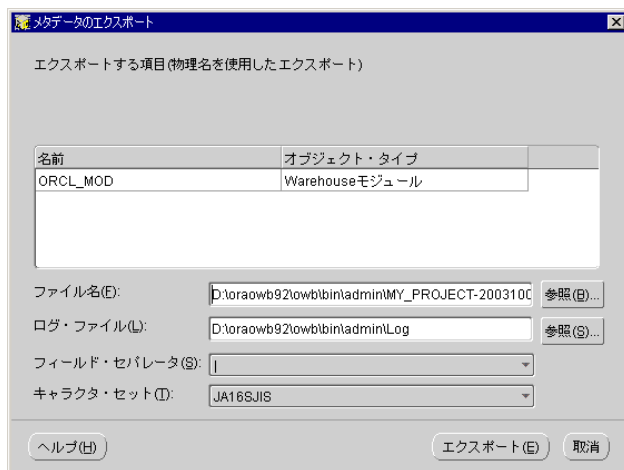 メタデータのエクスポート
エクスポートする項目(物理名を使用したエクスポート)
名前 オブジェクト・タイプ
ORCL_MOD Warehouseモジュール
ファイル名(F): D:\oraowb92\owb\bin\admin\MY_PROJECT-2003100 参照(B)...
ログ・ファイル(L): D:\oraowb92\owb\bin\admin\Log 参照(S)...
フィールド・セパレータ(S): |
キャラクタ・セット(T): JA16SJIS
ヘルプ(H) エクスポート(E) 取消